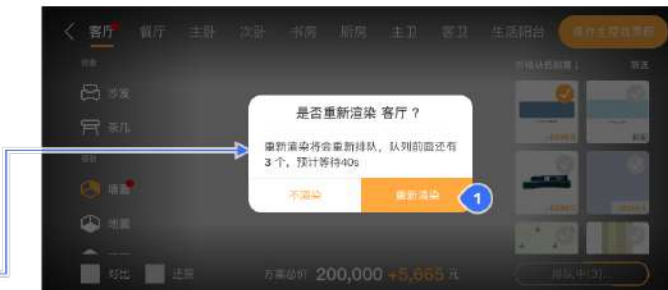 客厅 餐厅 主卧 次卧 书房 厨房 主卫 客卫 生活阳台
沙发
茶几
是否重新渲染 客厅？
重新渲染将会重新排队，队列前面还有
3 个，预计等待40s
不渲染 重新渲染 1
墙面
地面
对比 还原 方案总价 200,000 +5,665 元 排队中(3)...